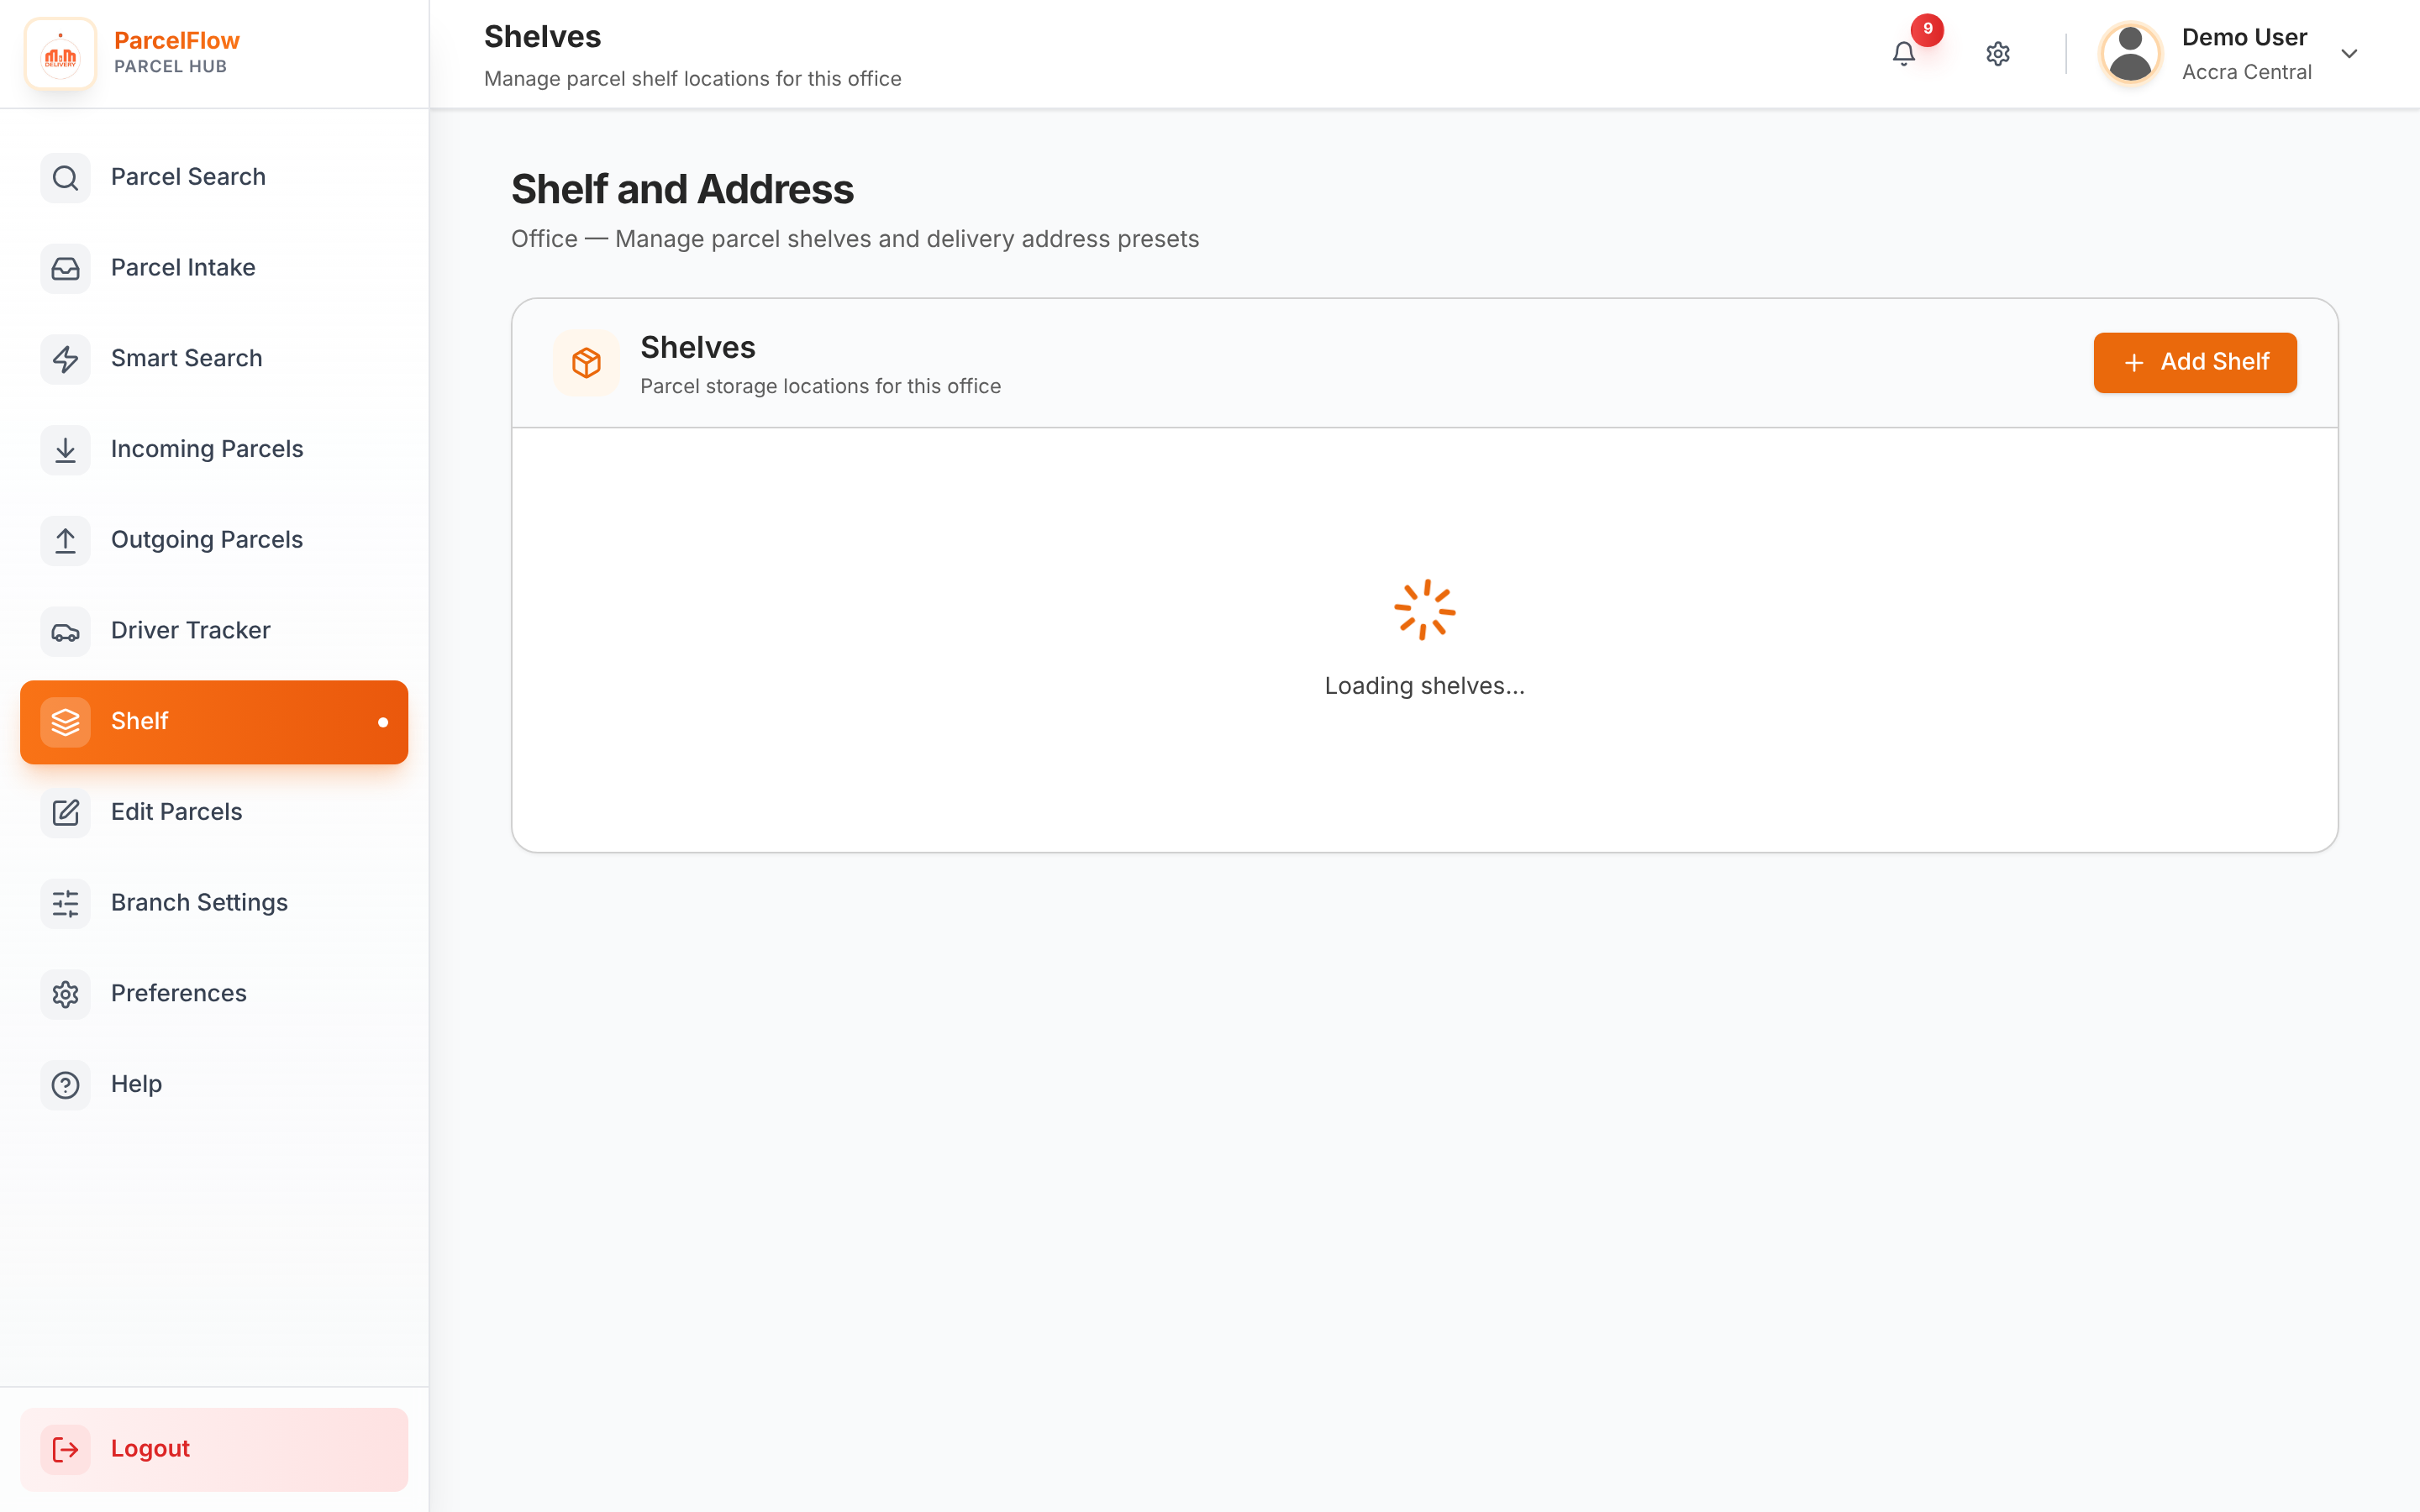 ParcelFlow
PARCEL HUB
Shelves
Manage parcel shelf locations for this office
9
Demo User
Accra Central
DELIVERY
Parcel Search
Parcel Intake
Smart Search
Incoming Parcels
Outgoing Parcels
Driver Tracker
Shelf
Edit Parcels
Branch Settings
Preferences
Help
Logout
Shelf and Address
Office — Manage parcel shelves and delivery address presets
Shelves
Parcel storage locations for this office
Add Shelf
Loading shelves...